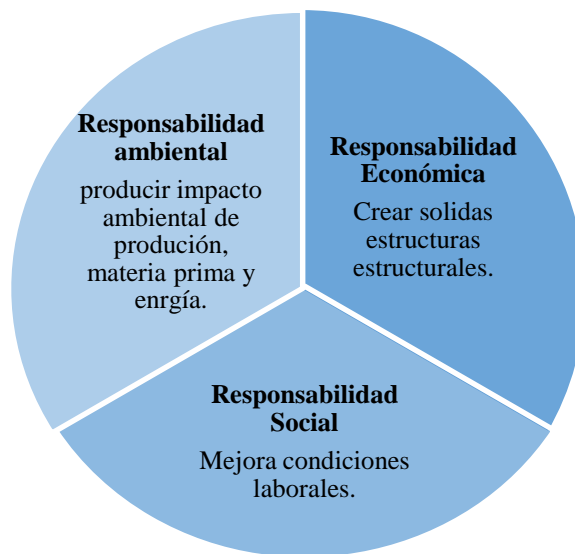 Responsabilidad
ambiental
producir impacto
ambiental de
produción,
materia prima y
enrgía.
Responsabilidad
Económica
Crear solidas
estructuras
estructurales.
Responsabilidad
Social
Mejora condiciones
laborales.